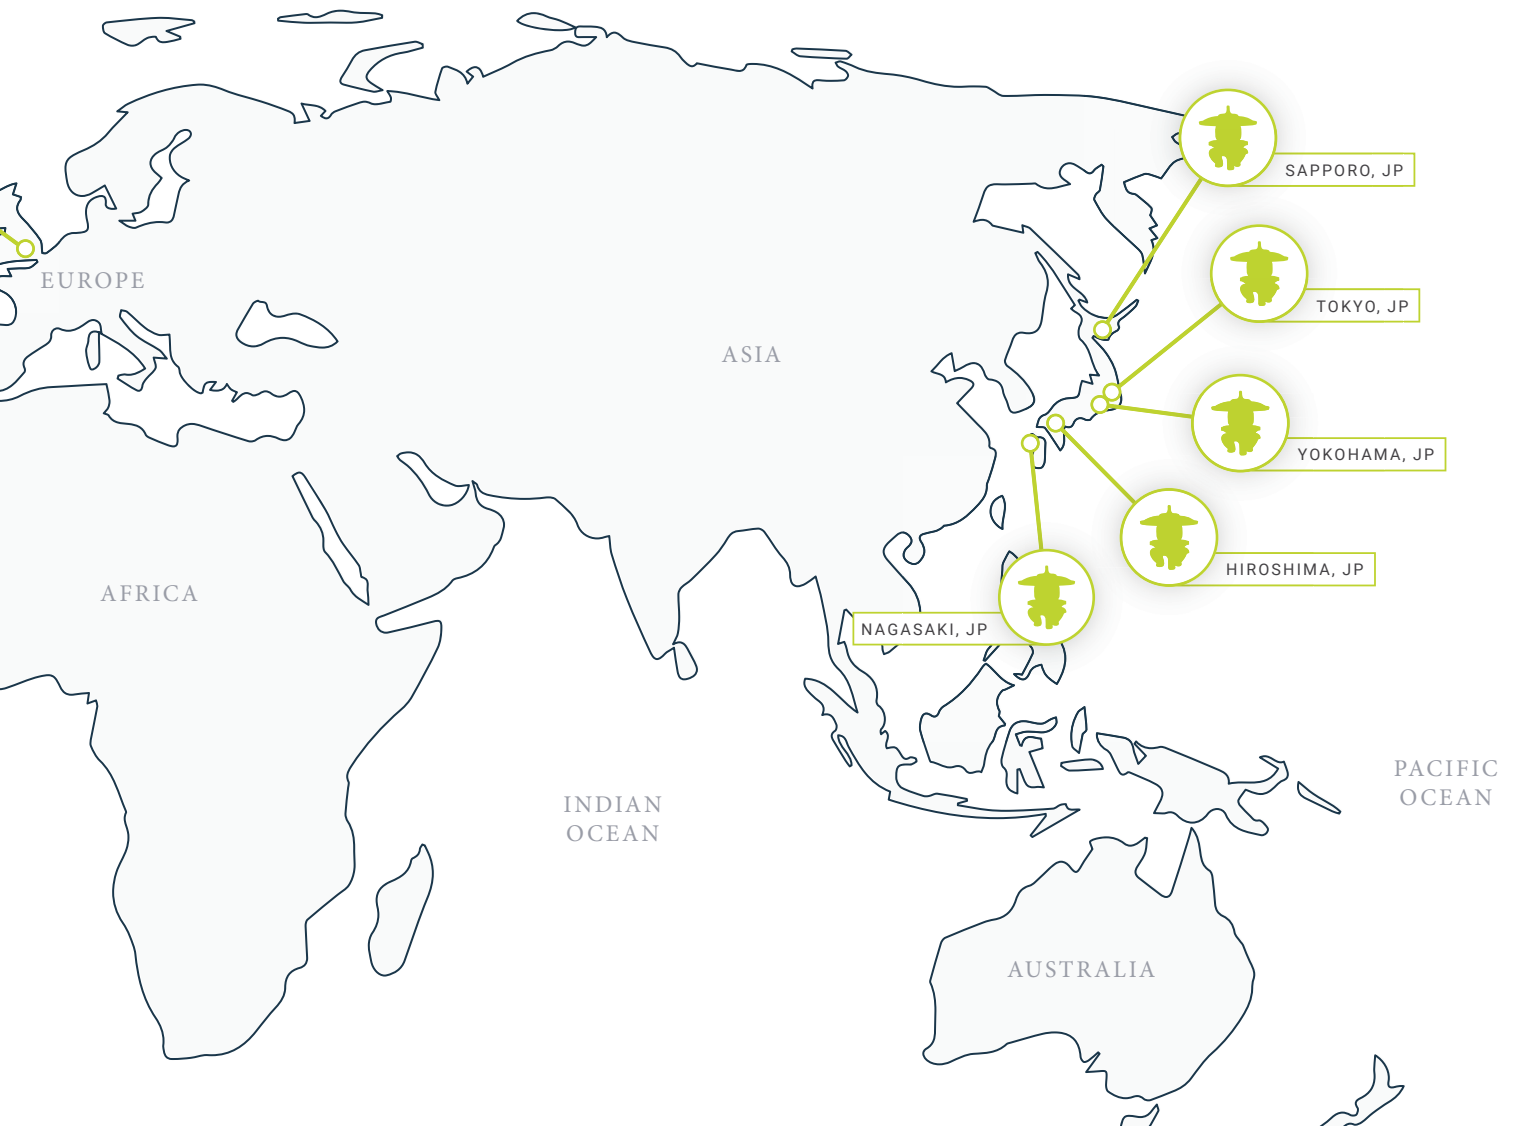 SAPPORO, JP
EUROPE
TOKYO, JP
ASIA
YOKOHAMA, JP
HIROSHIMA, JP
AFRICA
NAGASAKI, JP
PACIFIC
OCEAN
INDIAN
OCEAN
AUSTRALIA